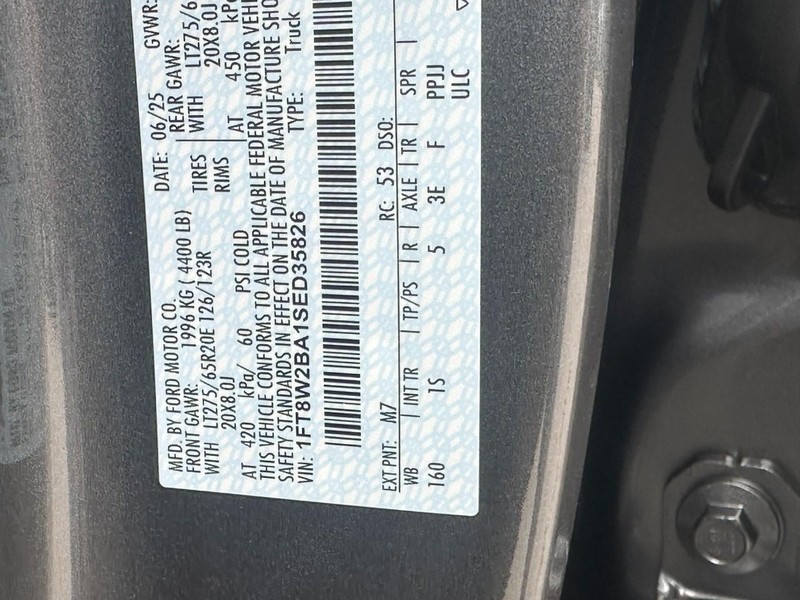 MFD. BY FORD MOTOR CO.
DATE: 06/25
GVWR:
FRONT GAWR: 1996 KG ( 4400 LB)
REAR GAWR:
WITH LT275/65R20E 126/123R
TIRES
WITH LT275/6
20X8.0J
RIMS
20X8.0J
AT 420 kPa/ 60 PSI COLD
AT 450 kPa
THIS VEHICLE CONFORMS TO ALL APPLICABLE FEDERAL MOTOR VEHI
SAFETY STANDARDS IN EFFECT ON THE DATE OF MANUFACTURE SHO
VIN: 1FT8W2BA1SED35826
TYPE: Truck
EXT PNT: M7
RC: 53 DSO:
WB | INT TR | TP/PS | R | AXLE | TR | SPR |
160 1S 5 3E F PPJJ
ULC